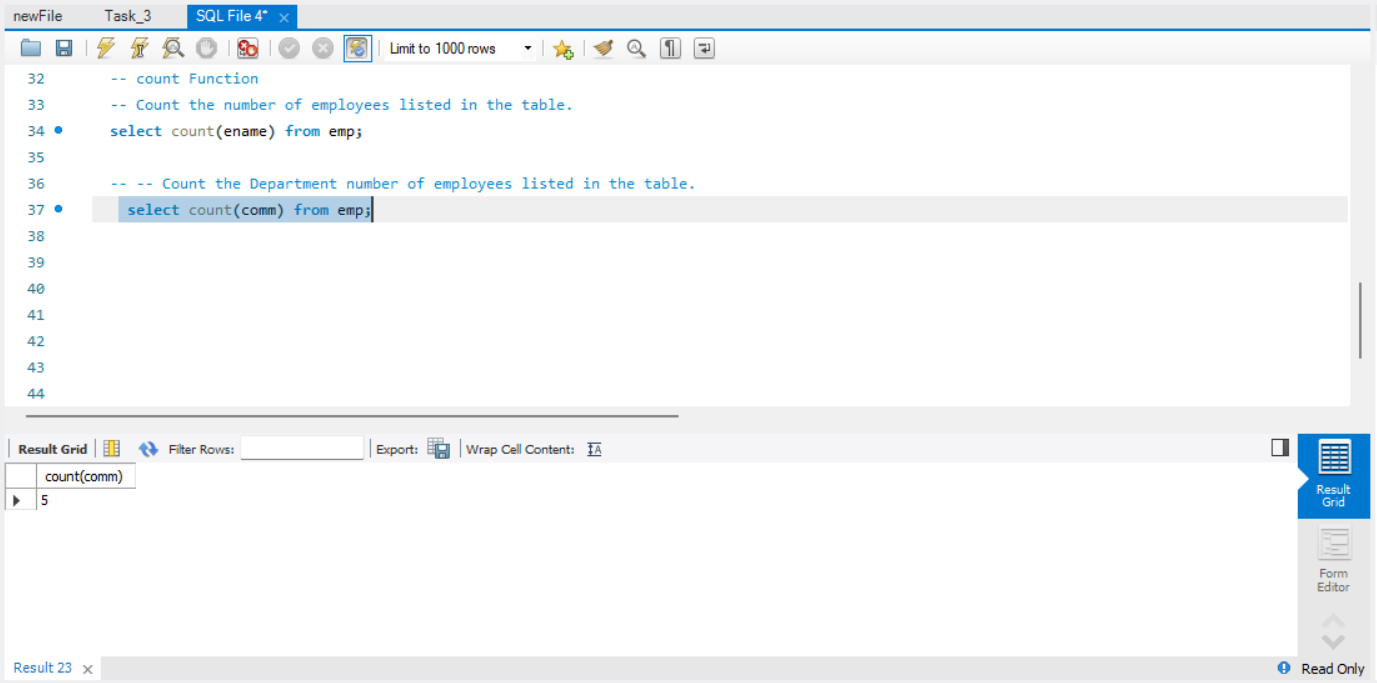 newFile Task_3 SQL File 4*
Limit to 1000 rows
32 -- count Function
33 -- Count the number of employees listed in the table.
34 select count(ename) from emp;
35
36 -- -- Count the Department number of employees listed in the table.
37 select count(comm) from emp;
38
39
40
41
42
43
44
Result Grid Filter Rows: Export: Wrap Cell Content:
count(comm)
5
Result
Grid
Form
Editor
Result 23 Read Only